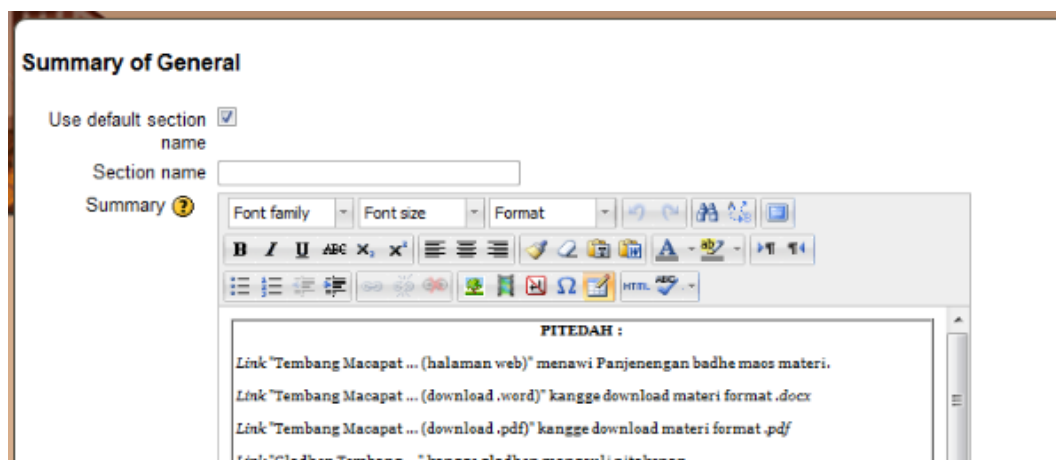 Summary of General
Use default section
name
Section name
Summary ?
Font family Font size Format
B I U ABC X₂ X²
A ab
Ω HTML ABC
PITEDAH :
Link "Tembang Macapat ... (halaman web)" menawi Panjenengan badhe maos materi.
Link "Tembang Macapat ... (download .word)" kangge download materi format .docx
Link "Tembang Macapat ... (download .pdf)" kangge download materi format .pdf